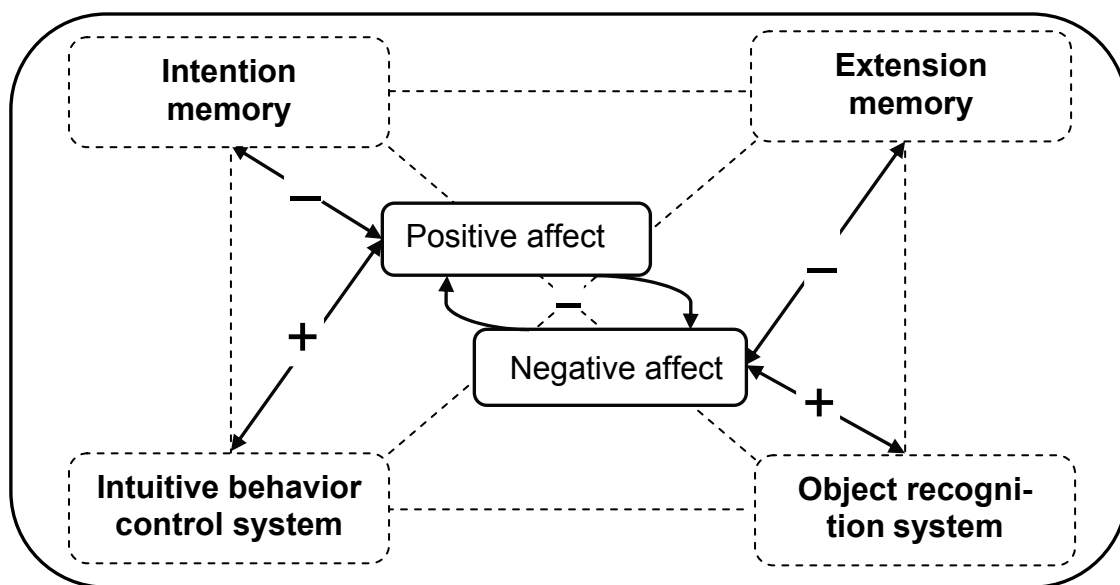 Intention
memory
Extension
memory
–
Positive affect
–
–
+
Negative affect
+
Intuitive behavior
control system
Object recogni-
tion system